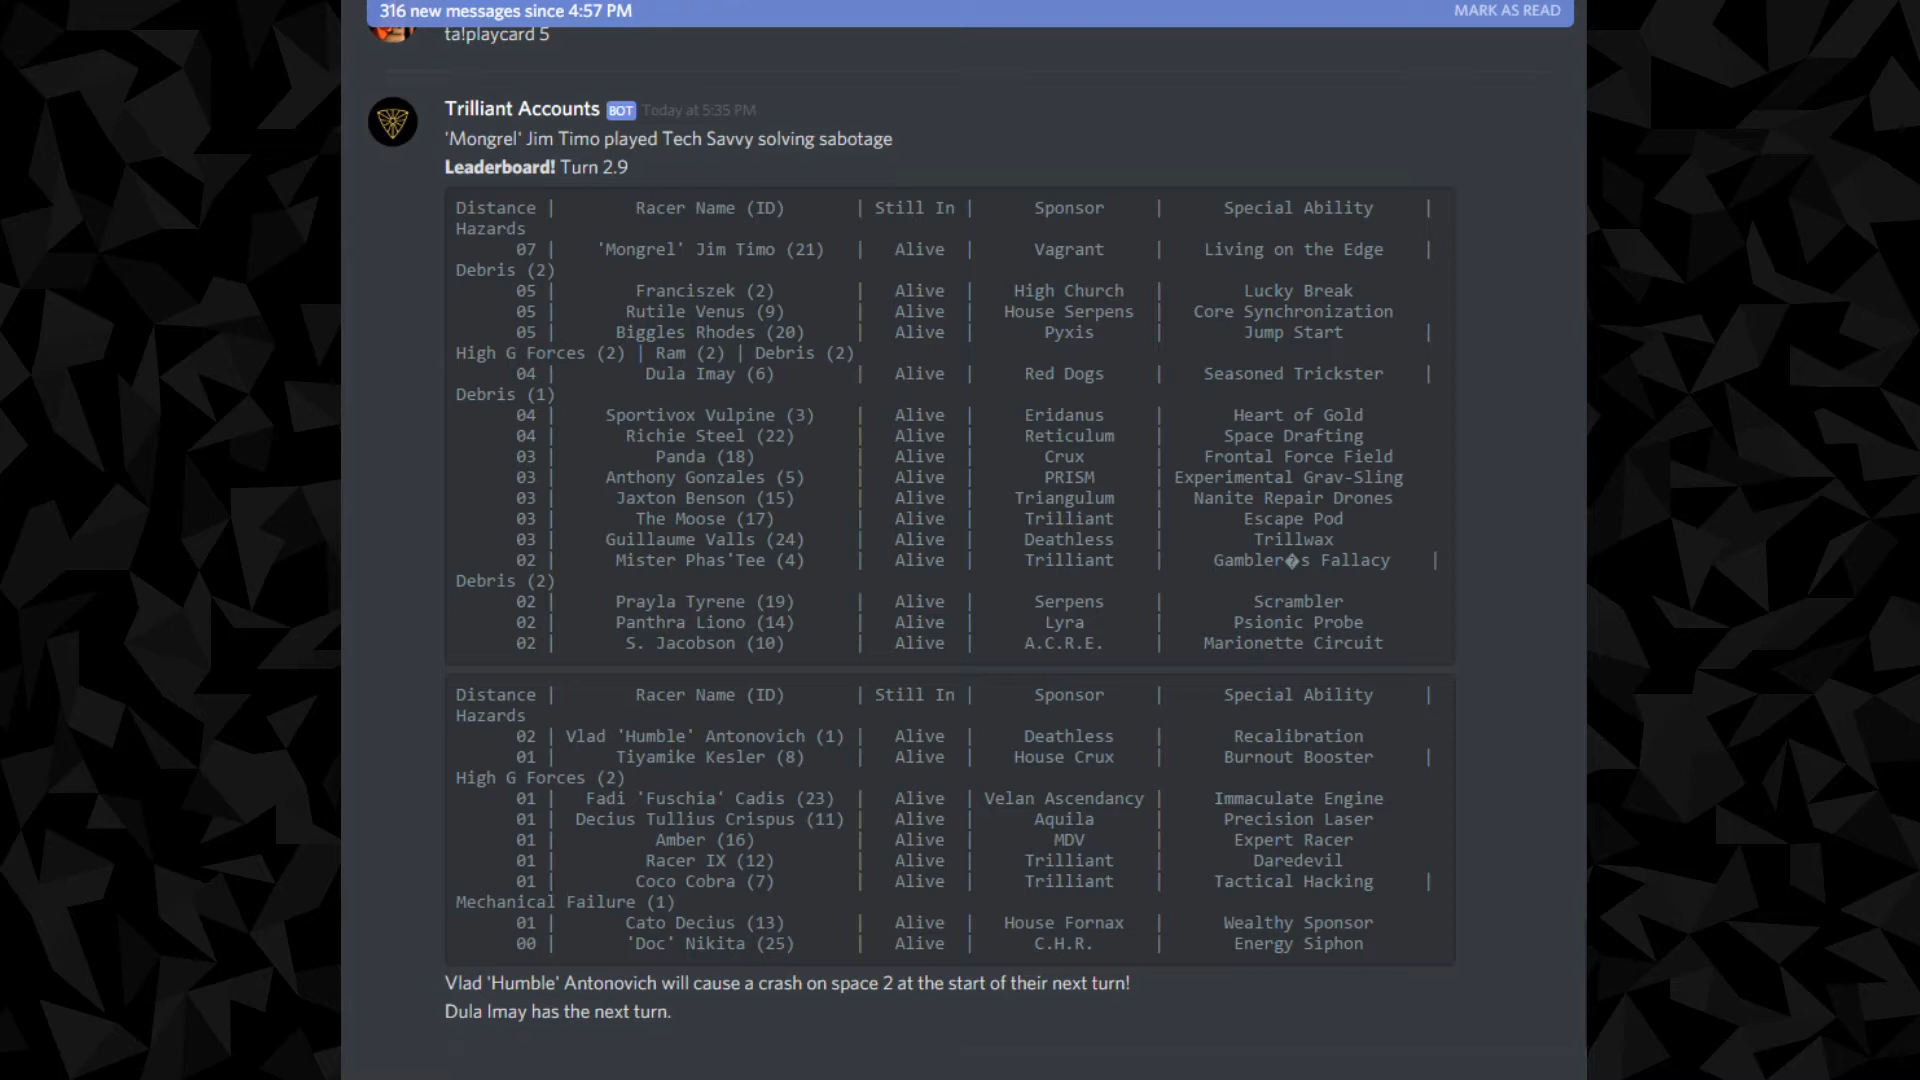 316 new messages since 4:57 PM MARK AS READ
ta!playcard 5
Trilliant Accounts BOT Today at 5:35 PM
'Mongrel' Jim Timo played Tech Savvy solving sabotage
Leaderboard! Turn 2.9
Distance | Racer Name (ID) | Still In | Sponsor | Special Ability |
Hazards
07 | 'Mongrel' Jim Timo (21) | Alive | Vagrant | Living on the Edge |
Debris (2)
05 | Franciszek (2) | Alive | High Church | Lucky Break
05 | Rutile Venus (9) | Alive | House Serpens | Core Synchronization
05 | Biggles Rhodes (20) | Alive | Pyxis | Jump Start |
High G Forces (2) | Ram (2) | Debris (2)
04 | Dula Imay (6) | Alive | Red Dogs | Seasoned Trickster |
Debris (1)
04 | Sportivox Vulpine (3) | Alive | Eridanus | Heart of Gold
04 | Richie Steel (22) | Alive | Reticulum | Space Drafting
03 | Panda (18) | Alive | Crux | Frontal Force Field
03 | Anthony Gonzales (5) | Alive | PRISM | Experimental Grav-Sling
03 | Jaxton Benson (15) | Alive | Triangulum | Nanite Repair Drones
03 | The Moose (17) | Alive | Trilliant | Escape Pod
03 | Guillaume Valls (24) | Alive | Deathless | Trillwax
02 | Mister Phas'Tee (4) | Alive | Trilliant | Gambler�s Fallacy |
Debris (2)
02 | Prayla Tyrene (19) | Alive | Serpens | Scrambler
02 | Panthra Liono (14) | Alive | Lyra | Psionic Probe
02 | S. Jacobson (10) | Alive | A.C.R.E. | Marionette Circuit
Distance | Racer Name (ID) | Still In | Sponsor | Special Ability |
Hazards
02 | Vlad 'Humble' Antonovich (1) | Alive | Deathless | Recalibration
01 | Tiyamike Kesler (8) | Alive | House Crux | Burnout Booster |
High G Forces (2)
01 | Fadi 'Fuschia' Cadis (23) | Alive | Velan Ascendancy | Immaculate Engine
01 | Decius Tullius Crispus (11) | Alive | Aquila | Precision Laser
01 | Amber (16) | Alive | MDV | Expert Racer
01 | Racer IX (12) | Alive | Trilliant | Daredevil
01 | Coco Cobra (7) | Alive | Trilliant | Tactical Hacking |
Mechanical Failure (1)
01 | Cato Decius (13) | Alive | House Fornax | Wealthy Sponsor
00 | 'Doc' Nikita (25) | Alive | C.H.R. | Energy Siphon
Vlad 'Humble' Antonovich will cause a crash on space 2 at the start of their next turn!
Dula Imay has the next turn.